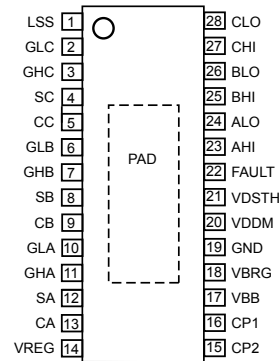 LSS 1 28 CLO
GLC 2 27 CHI
GHC 3 26 BLO
SC 4 25 BHI
CC 5 24 ALO
GLB 6 23 AHI
GHB 7 PAD 22 FAULT
SB 8 21 VDSTH
CB 9 20 VDDM
GLA 10 19 GND
GHA 11 18 VBRG
SA 12 17 VBB
CA 13 16 CP1
VREG 14 15 CP2